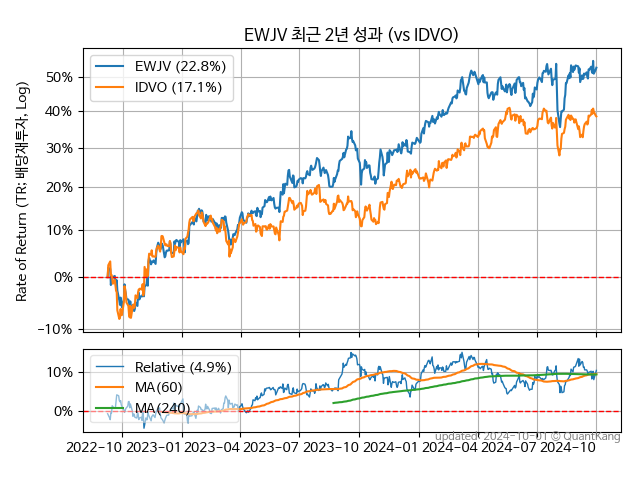 EWJV 최근 2년 성과 (vs IDVO)
Rate of Return (TR: 배당재투자, Log)
EWJV (22.8%)
IDVO (17.1%)
50%
40%
30%
20%
10%
0%
−10%
Relative (4.9%)
MA(60)
MA(240)
10%
0%
2022-10 2023-01 2023-04 2023-07 2023-10 2024-01 2024-04 2024-07 2024-10
updated: 2024-10-01 © QuantKang